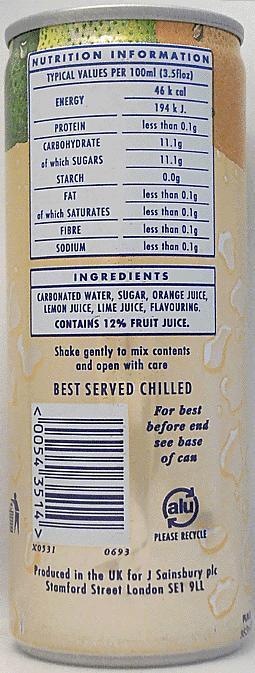 NUTRITION INFORMATION
TYPICAL VALUES PER 100ml (3.5floz)
ENERGY 46 k cal
194 k J.
PROTEIN less than 0.1g
CARBOHYDRATE 11.1g
of which SUGARS 11.1g
STARCH 0.0g
FAT less than 0.1g
of which SATURATES less than 0.1g
FIBRE less than 0.1g
SODIUM less than 0.1g
INGREDIENTS
CARBONATED WATER, SUGAR, ORANGE JUICE,
LEMON JUICE, LIME JUICE, FLAVOURING.
CONTAINS 12% FRUIT JUICE.
Shake gently to mix contents
and open with care
BEST SERVED CHILLED
For best
before end
see base
of can
<00543514>
alu
PLEASE RECYCLE
X0331 0693
Produced in the UK for J Sainsbury plc
Stamford Street London SE1 9LL